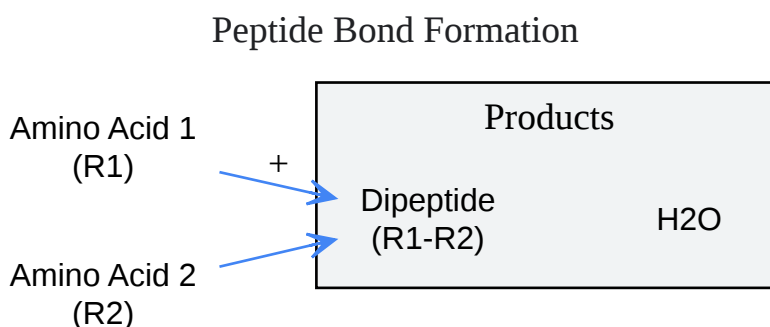 Peptide Bond Formation
Amino Acid 1
(R1)
+
Products
Dipeptide
(R1-R2)
H2O
Amino Acid 2
(R2)